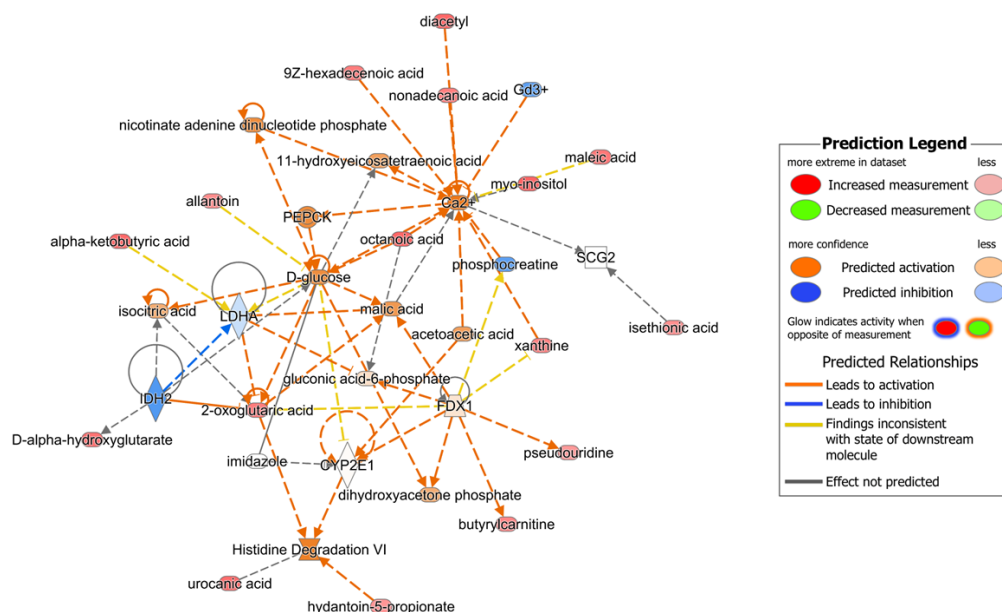 diacetyl
9Z-hexadecenoic acid
nonadecanoic acid
Gd3+
nicotinate adenine dinucleotide phosphate
11-hydroxyeicosatetraenoic acid
maleic acid
myo-inositol
allantoin
Ca2+
PEPCK
alpha-ketobutyric acid
octanoic acid
SCG2
D-glucose
phosphocreatine
isocitric acid
LDHA
malic acid
isethionic acid
acetoacetic acid
xanthine
gluconic acid-6-phosphate
IDH2
2-oxoglutaric acid
FDX1
D-alpha-hydroxyglutarate
pseudouridine
imidazole
CYP2E1
dihydroxyacetone phosphate
butyrylcarnitine
Histidine Degradation VI
urocanic acid
hydantoin-5-propionate
Prediction Legend
more extreme in dataset less
Increased measurement
Decreased measurement
more confidence less
Predicted activation
Predicted inhibition
Glow indicates activity when
opposite of measurement
Predicted Relationships
Leads to activation
Leads to inhibition
Findings inconsistent
with state of downstream
molecule
Effect not predicted